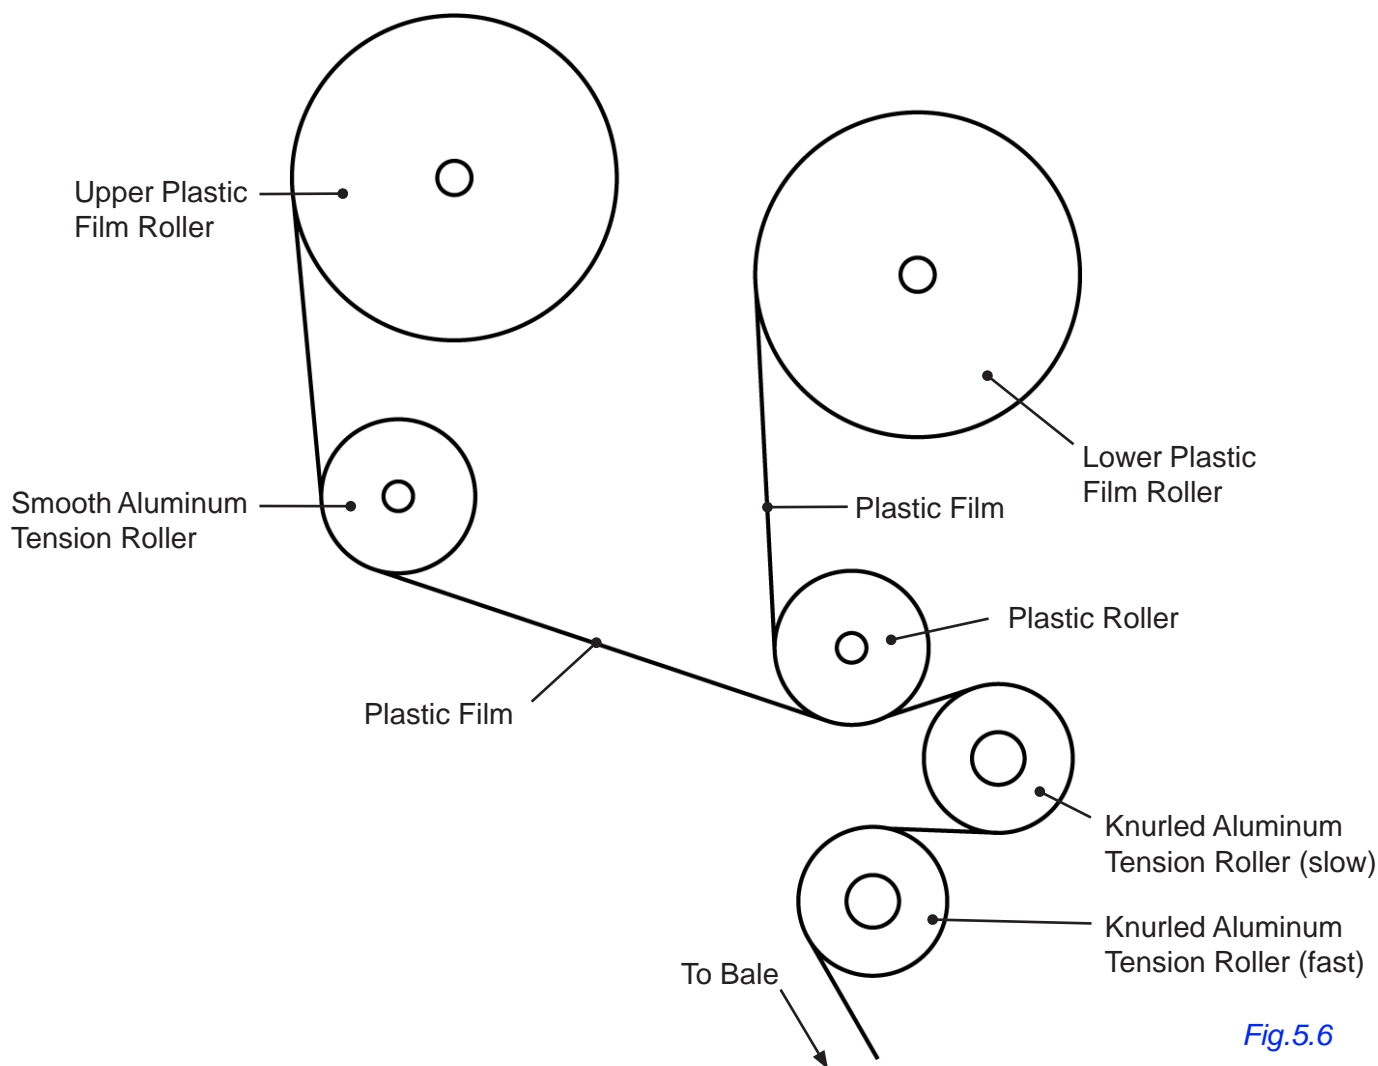 Upper Plastic
Film Roller
Smooth Aluminum
Tension Roller
Plastic Film
Lower Plastic
Film Roller
Plastic Film
Plastic Roller
Knurled Aluminum
Tension Roller (slow)
Knurled Aluminum
Tension Roller (fast)
To Bale
Fig.5.6